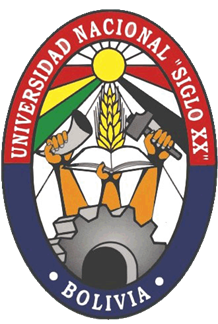 UNIVERSIDAD NACIONAL "SIGLO XX"
• BOLIVIA •